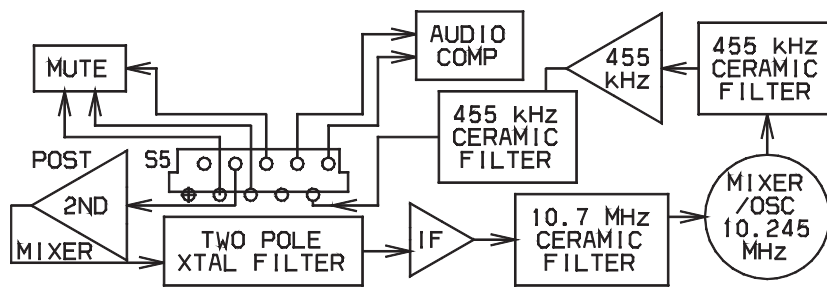 MUTE
AUDIO
COMP
455
kHz
455 kHz
CERAMIC
FILTER
455 kHz
CERAMIC
FILTER
POST
S5
2ND
MIXER
TWO POLE
XTAL FILTER
IF
10.7 MHz
CERAMIC
FILTER
MIXER
/OSC
10.245
MHz